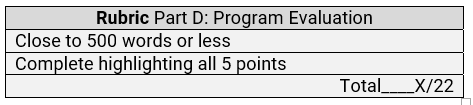 Rubric Part D: Program Evaluation
Close to 500 words or less
Complete highlighting all 5 points
Total____X/22